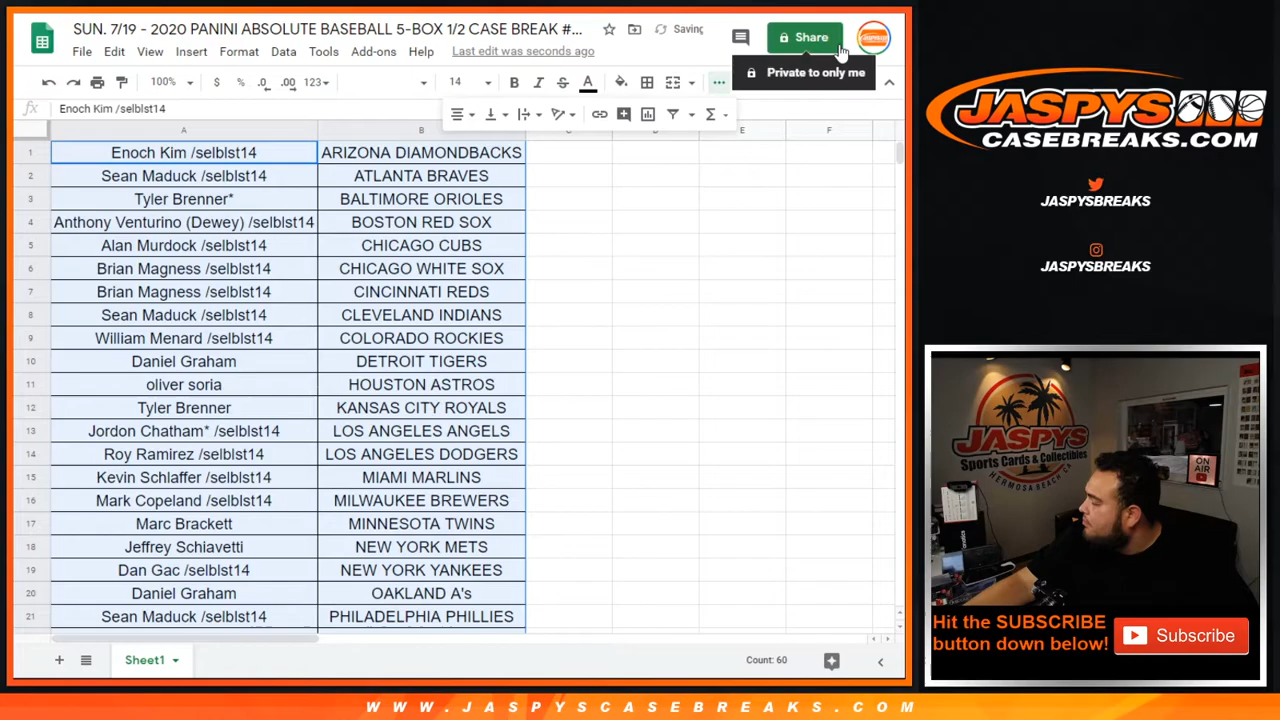 SUN. 7/19 - 2020 PANINI ABSOLUTE BASEBALL 5-BOX 1/2 CASE BREAK #...
Saving
Share
File Edit View Insert Format Data Tools Add-ons Help Last edit was seconds ago
Private to only me
100% $ % .0 .00 123 14 B I S A
fx Enoch Kim /selblst14
A B C D E F
1 Enoch Kim /selblst14 ARIZONA DIAMONDBACKS
2 Sean Maduck /selblst14 ATLANTA BRAVES
3 Tyler Brenner* BALTIMORE ORIOLES
4 Anthony Venturino (Dewey) /selblst14 BOSTON RED SOX
5 Alan Murdock /selblst14 CHICAGO CUBS
6 Brian Magness /selblst14 CHICAGO WHITE SOX
7 Brian Magness /selblst14 CINCINNATI REDS
8 Sean Maduck /selblst14 CLEVELAND INDIANS
9 William Menard /selblst14 COLORADO ROCKIES
10 Daniel Graham DETROIT TIGERS
11 oliver soria HOUSTON ASTROS
12 Tyler Brenner KANSAS CITY ROYALS
13 Jordon Chatham* /selblst14 LOS ANGELES ANGELS
14 Roy Ramirez /selblst14 LOS ANGELES DODGERS
15 Kevin Schlaffer /selblst14 MIAMI MARLINS
16 Mark Copeland /selblst14 MILWAUKEE BREWERS
17 Marc Brackett MINNESOTA TWINS
18 Jeffrey Schiavetti NEW YORK METS
19 Dan Gac /selblst14 NEW YORK YANKEES
20 Daniel Graham OAKLAND A's
21 Sean Maduck /selblst14 PHILADELPHIA PHILLIES
Sheet1
Count: 60
JASPYS
CASEBREAKS.COM
JASPYSBREAKS
JASPYSBREAKS
JASPYS
Sports Cards & Collectibles
HERMOSA BEACH CA
ON AIR
Hit the SUBSCRIBE
button down below!
Subscribe
WWW.JASPYSCASEBREAKS.COM